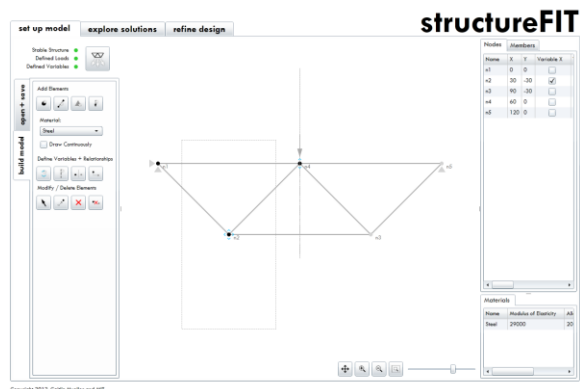 structureFIT
set up model
explore solutions
refine design
Stable Structure
Defined Loads
Defined Variables
open + save
build model
Add Elements
Material:
Steel
Draw Continuously
Define Variables + Relationships
Modify / Delete Elements
n2
n3
n4
Nodes Members
Name X Y Variable X
n1 0 0
n2 30 -30
n3 90 -30
n4 60 0
n5 120 0
Materials
Name Modulus of Elasticity
Steel 29000 20